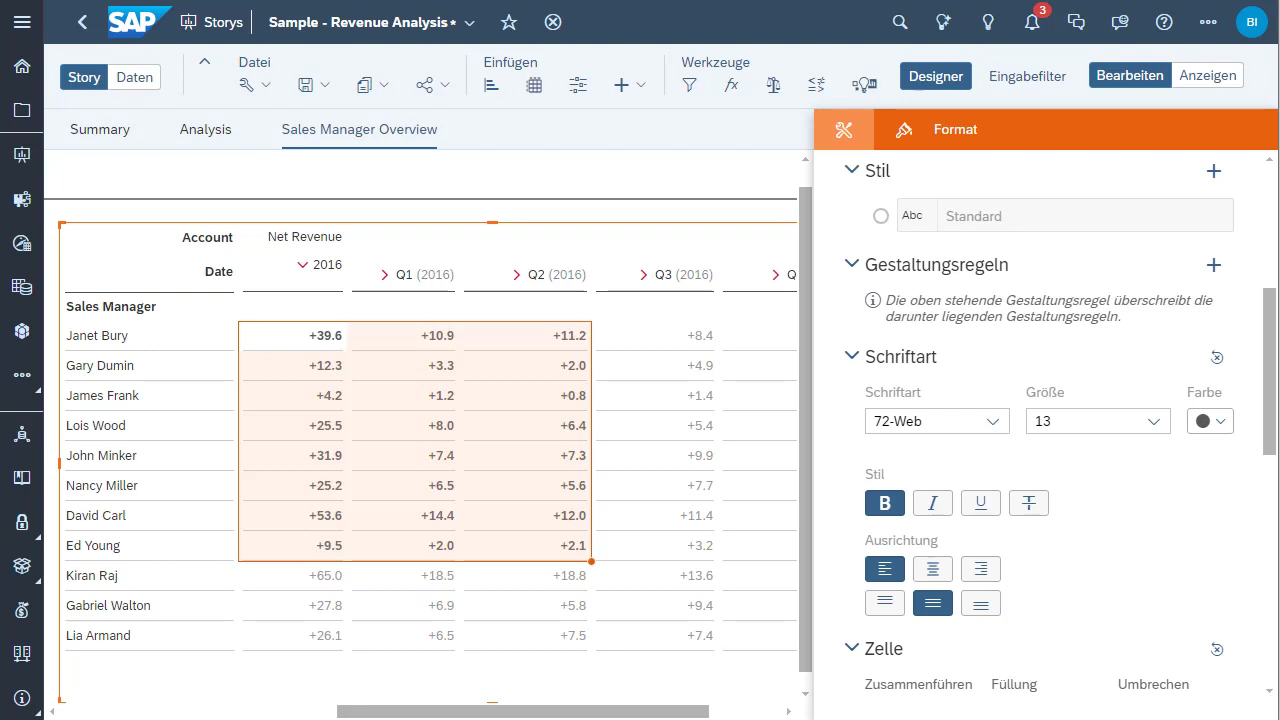 SAP Storys Sample - Revenue Analysis * 3 BI
Story Daten Datei Einfügen Werkzeuge Designer Eingabefilter Bearbeiten Anzeigen
fx
Summary Analysis Sales Manager Overview
Format
Stil
Abc Standard
Gestaltungsregeln
Die oben stehende Gestaltungsregel überschreibt die
darunter liegenden Gestaltungsregeln.
Schriftart
Schriftart Größe Farbe
72-Web 13
Stil
B I U T
Ausrichtung
Zelle
Zusammenführen Füllung Umbrechen
Account Net Revenue
Date 2016 Q1 (2016) Q2 (2016) Q3 (2016) Q
Sales Manager
Janet Bury +39.6 +10.9 +11.2 +8.4
Gary Dumin +12.3 +3.3 +2.0 +4.9
James Frank +4.2 +1.2 +0.8 +1.4
Lois Wood +25.5 +8.0 +6.4 +5.4
John Minker +31.9 +7.4 +7.3 +9.9
Nancy Miller +25.2 +6.5 +5.6 +7.7
David Carl +53.6 +14.4 +12.0 +11.4
Ed Young +9.5 +2.0 +2.1 +3.2
Kiran Raj +65.0 +18.5 +18.8 +13.6
Gabriel Walton +27.8 +6.9 +5.8 +9.4
Lia Armand +26.1 +6.5 +7.5 +7.4